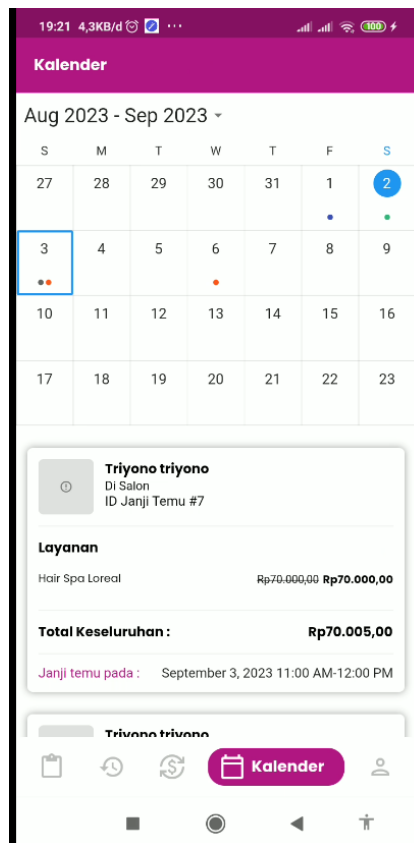 19:21 4,3KB/d ... 100
Kalender
Aug 2023 - Sep 2023
S M T W T F S
27 28 29 30 31 1 2
3 4 5 6 7 8 9
10 11 12 13 14 15 16
17 18 19 20 21 22 23
Triyono triyono
Di Salon
ID Janji Temu #7
Layanan
Hair Spa Loreal Rp70.000,00 Rp70.000,00
Total Keseluruhan : Rp70.005,00
Janji temu pada : September 3, 2023 11:00 AM-12:00 PM
Triyono triyono
Kalender